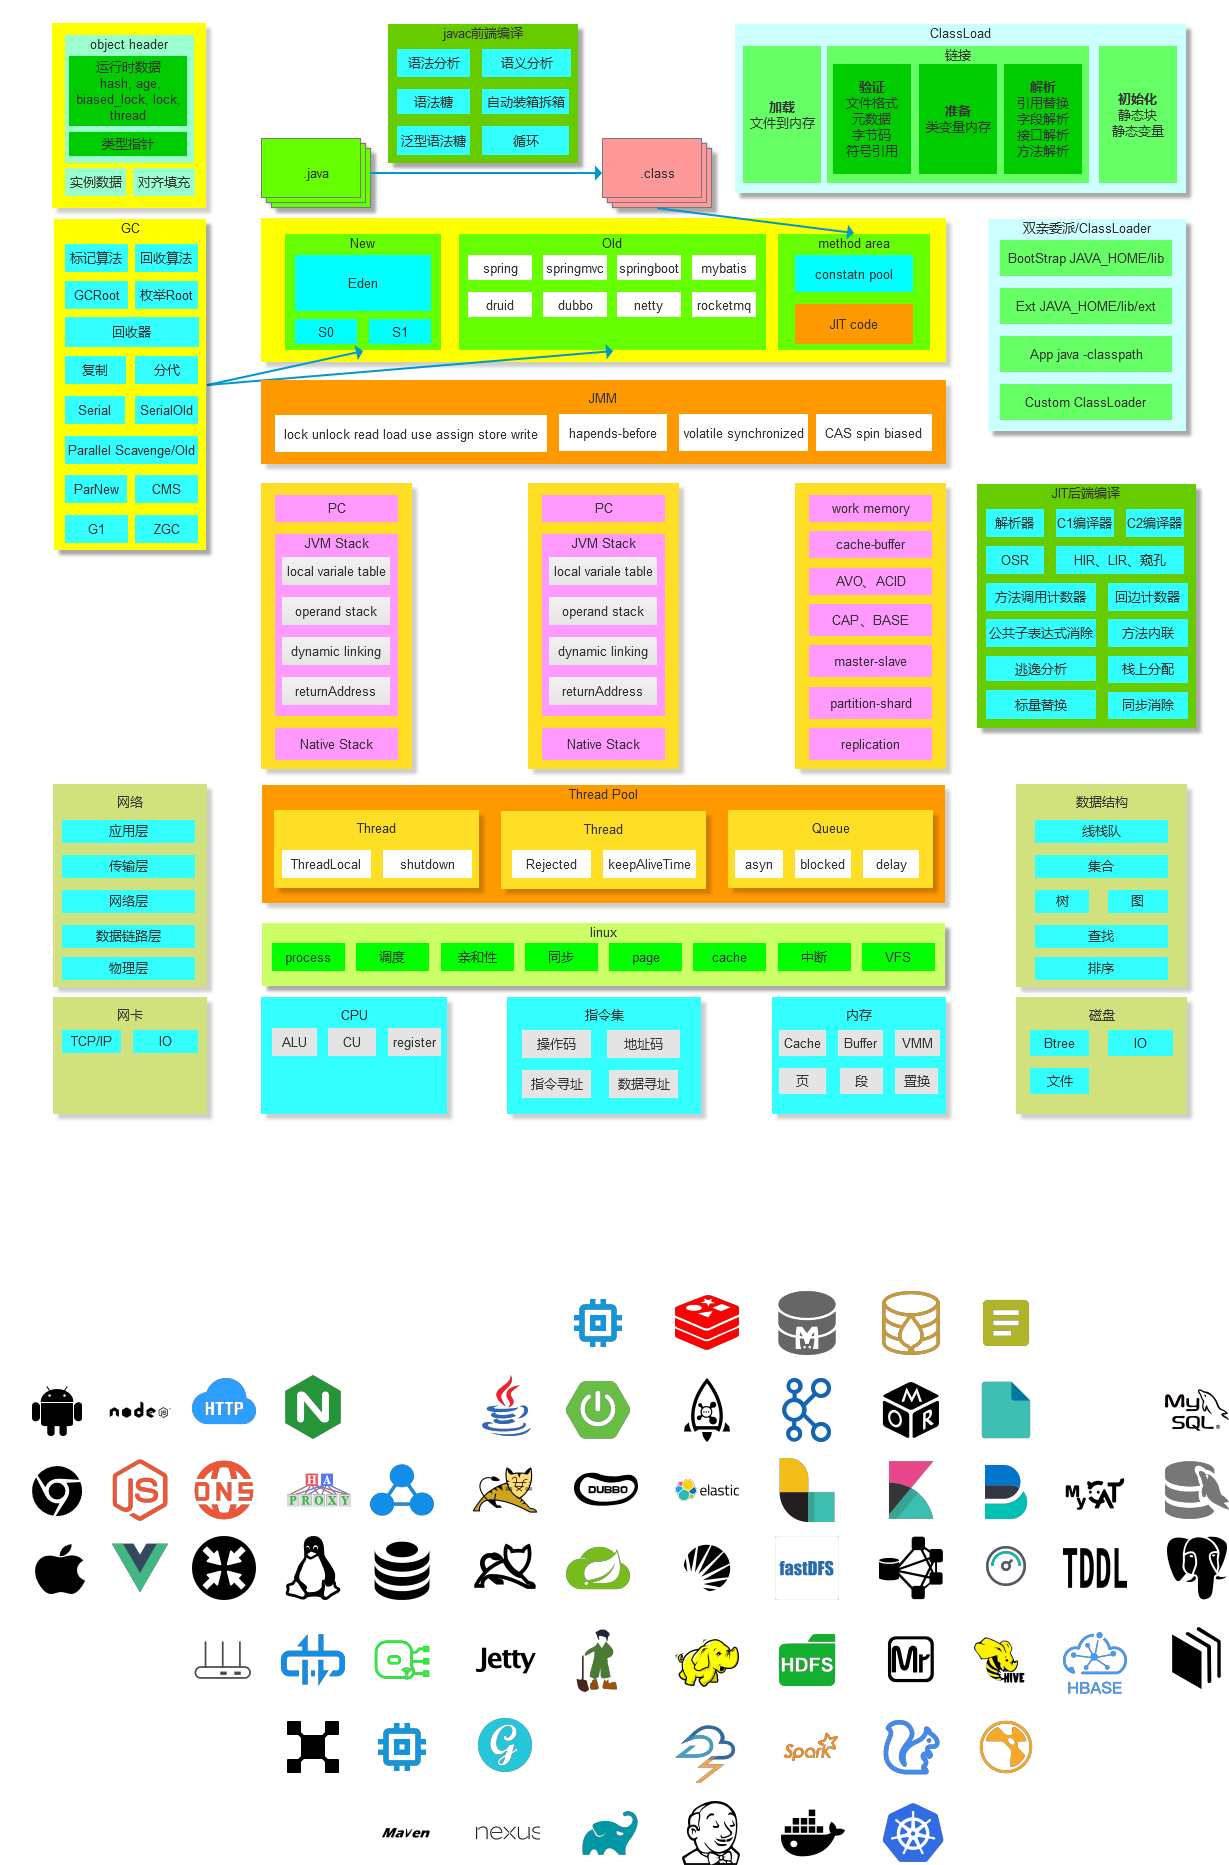 object header
运行时数据
hash, age,
biased_lock, lock,
thread
类型指针
实例数据
对齐填充
javac前端编译
语法分析
语义分析
语法糖
自动装箱拆箱
泛型语法糖
循环
.java
.class
ClassLoad
加载
文件到内存
链接
验证
文件格式
元数据
字节码
符号引用
准备
类变量内存
解析
引用替换
字段解析
接口解析
方法解析
初始化
静态块
静态变量
GC
标记算法
回收算法
GCRoot
枚举Root
回收器
复制
分代
Serial
SerialOld
Parallel Scavenge/Old
ParNew
CMS
G1
ZGC
New
Eden
S0
S1
Old
spring
springmvc
springboot
mybatis
druid
dubbo
netty
rocketmq
method area
constatn pool
JIT code
双亲委派/ClassLoader
BootStrap JAVA_HOME/lib
Ext JAVA_HOME/lib/ext
App java -classpath
Custom ClassLoader
JMM
lock unlock read load use assign store write
hapends-before
volatile synchronized
CAS spin biased
PC
JVM Stack
local variale table
operand stack
dynamic linking
returnAddress
Native Stack
PC
JVM Stack
local variale table
operand stack
dynamic linking
returnAddress
Native Stack
work memory
cache-buffer
AVO、ACID
CAP、BASE
master-slave
partition-shard
replication
JIT后端编译
解析器
C1编译器
C2编译器
OSR
HIR、LIR、窥孔
方法调用计数器
回边计数器
公共子表达式消除
方法内联
逃逸分析
栈上分配
标量替换
同步消除
网络
应用层
传输层
网络层
数据链路层
物理层
Thread Pool
Thread
ThreadLocal
shutdown
Thread
Rejected
keepAliveTime
Queue
asyn
blocked
delay
数据结构
线栈队
集合
树
图
查找
排序
linux
process
调度
亲和性
同步
page
cache
中断
VFS
网卡
TCP/IP
IO
CPU
ALU
CU
register
指令集
操作码
地址码
指令寻址
数据寻址
内存
Cache
Buffer
VMM
页
段
置换
磁盘
Btree
IO
文件
M
node JS
HTTP
N
M
O R
My
SQL
JS
DNS
HA
PROXY
DUBBO
elastic
MyCAT
fastDFS
TDDL
Jetty
HDFS
Mr
HIVE
HBASE
G
Spark
Maven
nexus